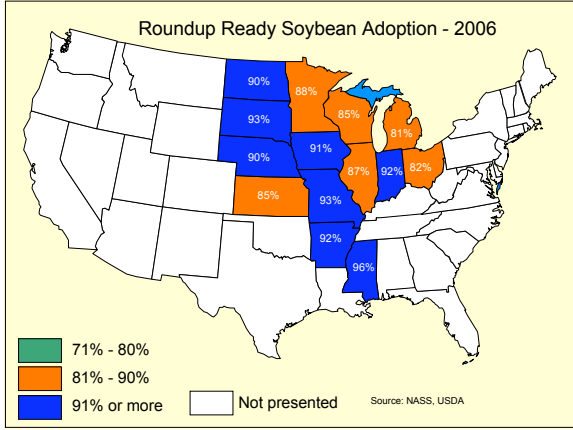 Roundup Ready Soybean Adoption - 2006
90%
88%
93%
85%
81%
90%
91%
87%
92%
82%
85%
93%
92%
96%
71% - 80%
81% - 90%
91% or more
Not presented
Source: NASS, USDA